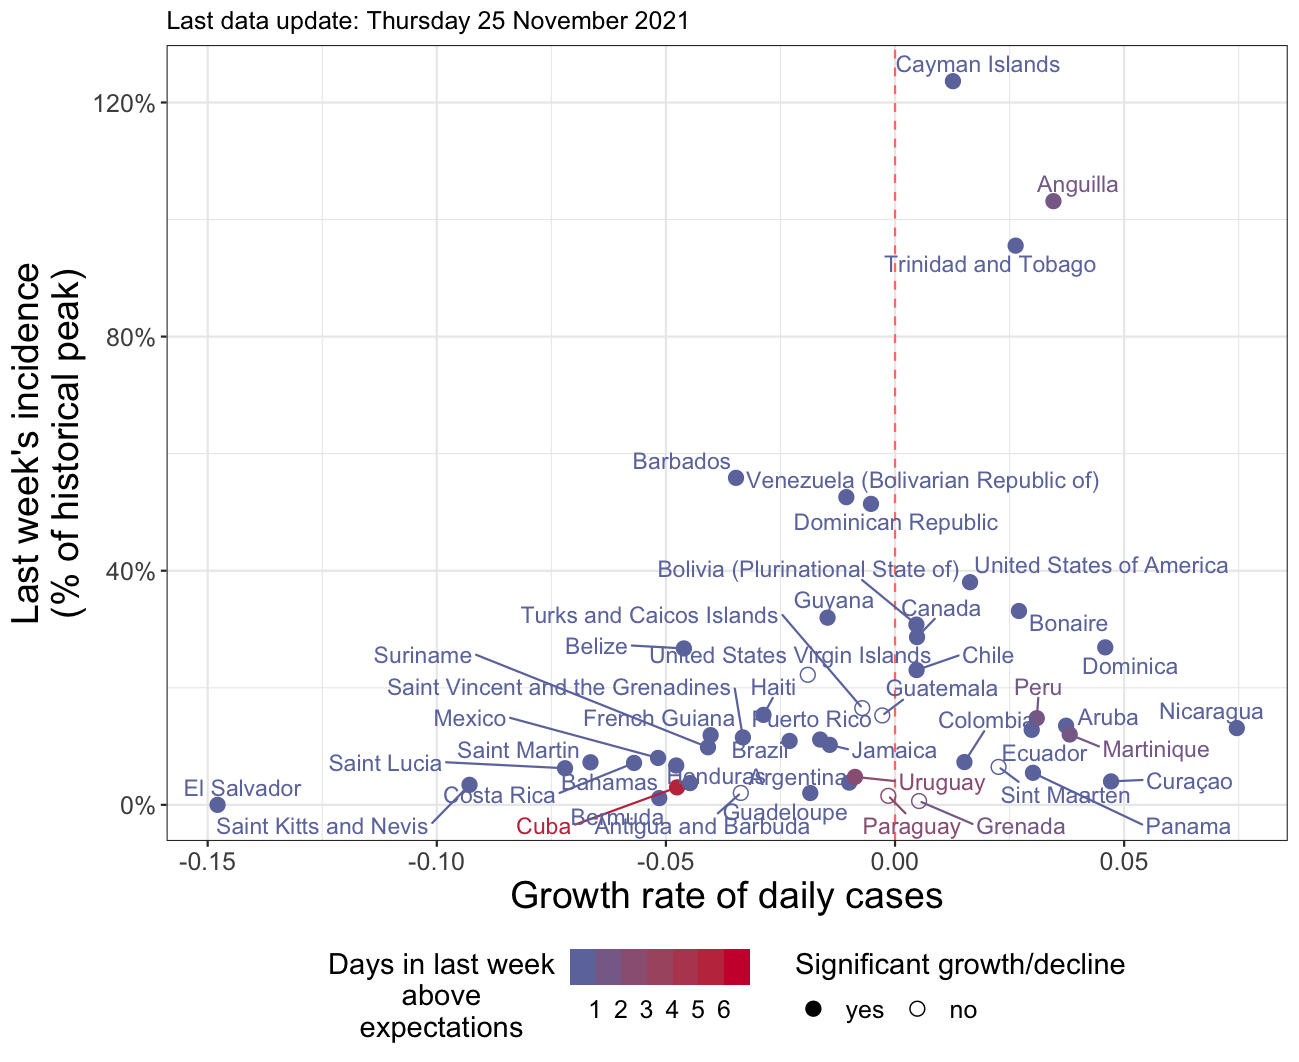 Last data update: Thursday 25 November 2021
Last week's incidence
(% of historical peak)
120%
80%
40%
0%
Cayman Islands
Anguilla
Trinidad and Tobago
Barbados
Venezuela (Bolivarian Republic of)
Dominican Republic
United States of America
Bolivia (Plurinational State of)
Guyana
Canada
Turks and Caicos Islands
Bonaire
Belize
Suriname
United States Virgin Islands
Chile
Dominica
Saint Vincent and the Grenadines
Haiti
Guatemala
Peru
Mexico
French Guiana
Puerto Rico
Colombia
Aruba
Nicaragua
Saint Martin
Brazil
Jamaica
Ecuador
Martinique
Saint Lucia
Honduras
Argentina
Bahamas
Uruguay
Curaçao
El Salvador
Costa Rica
Sint Maarten
Guadeloupe
Bermuda
Saint Kitts and Nevis
Cuba
Antigua and Barbuda
Paraguay
Grenada
Panama
-0.15
-0.10
-0.05
0.00
0.05
Growth rate of daily cases
Days in last week
above
expectations
1 2 3 4 5 6
Significant growth/decline
yes
no